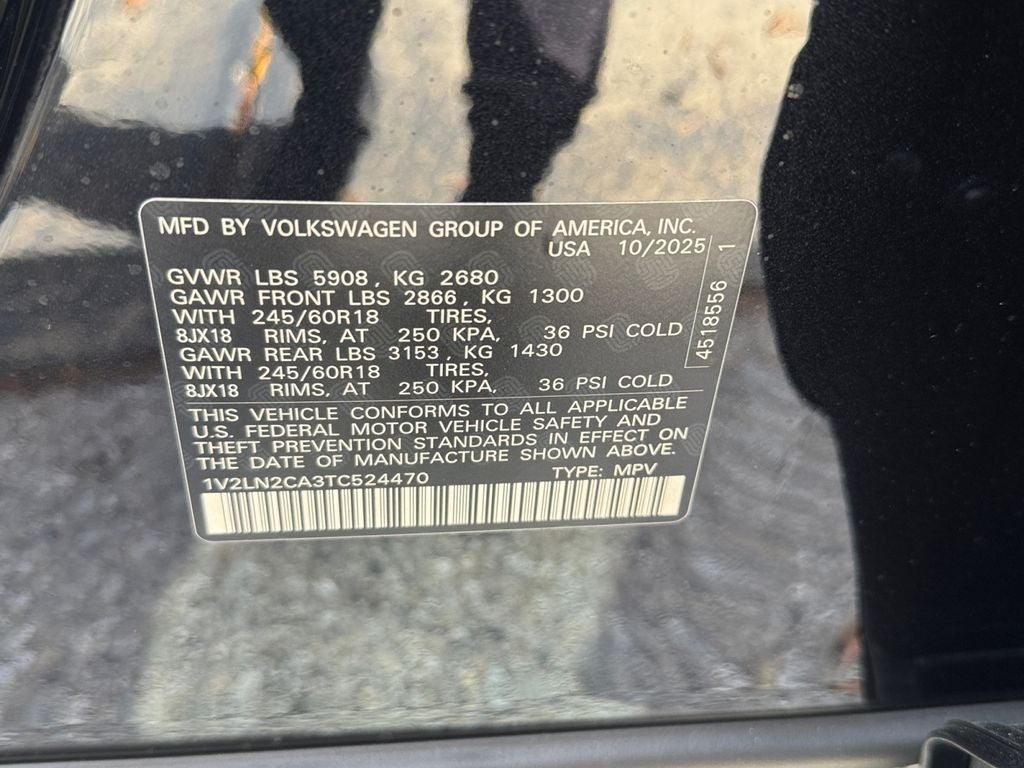 MFD BY VOLKSWAGEN GROUP OF AMERICA, INC.
USA 10/2025
GVWR LBS 5908, KG 2680
GAWR FRONT LBS 2866, KG 1300
WITH 245/60R18 TIRES,
8JX18 RIMS, AT 250 KPA, 36 PSI COLD
GAWR REAR LBS 3153, KG 1430
WITH 245/60R18 TIRES,
8JX18 RIMS, AT 250 KPA, 36 PSI COLD
4518556 1
THIS VEHICLE CONFORMS TO ALL APPLICABLE
U.S. FEDERAL MOTOR VEHICLE SAFETY AND
THEFT PREVENTION STANDARDS IN EFFECT ON
THE DATE OF MANUFACTURE SHOWN ABOVE.
1V2LN2CA3TC524470 TYPE: MPV